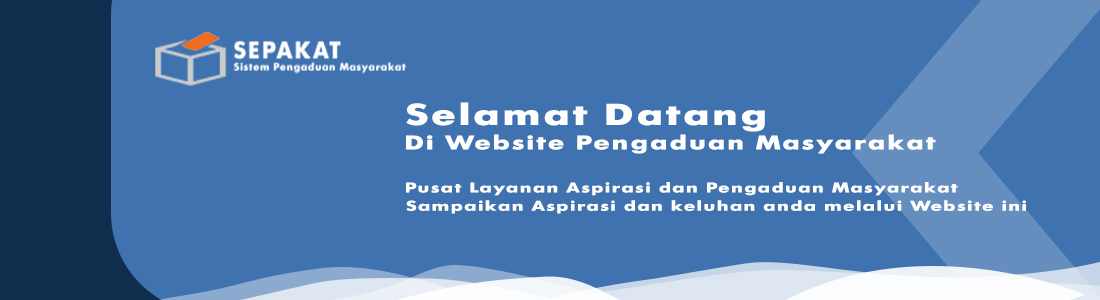 SEPAKAT
Sistem Pengaduan Masyarakat
Selamat Datang
Di Website Pengaduan Masyarakat
Pusat Layanan Aspirasi dan Pengaduan Masyarakat
Sampaikan Aspirasi dan keluhan anda melalui Website ini